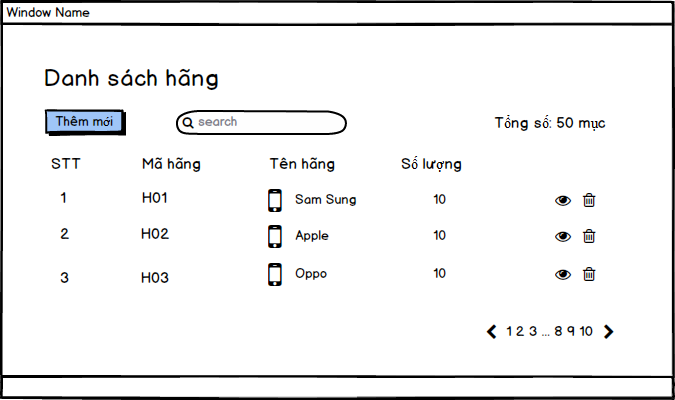 Window Name
Danh sách hãng
Thêm mới search Tổng số: 50 mục
STT Mã hãng Tên hãng Số lượng
1 H01 Sam Sung 10
2 H02 Apple 10
3 H03 Oppo 10
1 2 3 ... 8 9 10